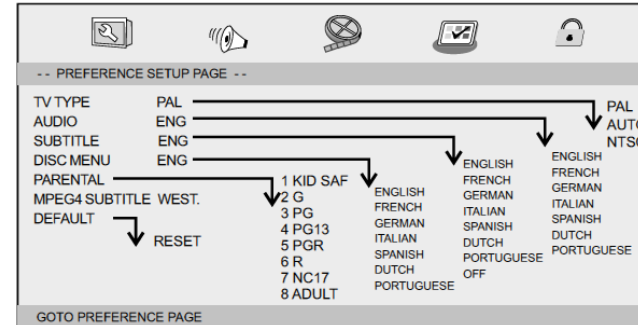 -- PREFERENCE SETUP PAGE --
TV TYPE PAL
AUDIO ENG
SUBTITLE ENG
DISC MENU ENG
PARENTAL
MPEG4 SUBTITLE WEST.
DEFAULT
RESET
1 KID SAF
2 G
3 PG
4 PG13
5 PGR
6 R
7 NC17
8 ADULT
ENGLISH
FRENCH
GERMAN
ITALIAN
SPANISH
DUTCH
PORTUGUESE
ENGLISH
FRENCH
GERMAN
ITALIAN
SPANISH
DUTCH
PORTUGUESE
OFF
ENGLISH
FRENCH
GERMAN
ITALIAN
SPANISH
DUTCH
PORTUGUESE
PAL
AUTO
NTSC
GOTO PREFERENCE PAGE